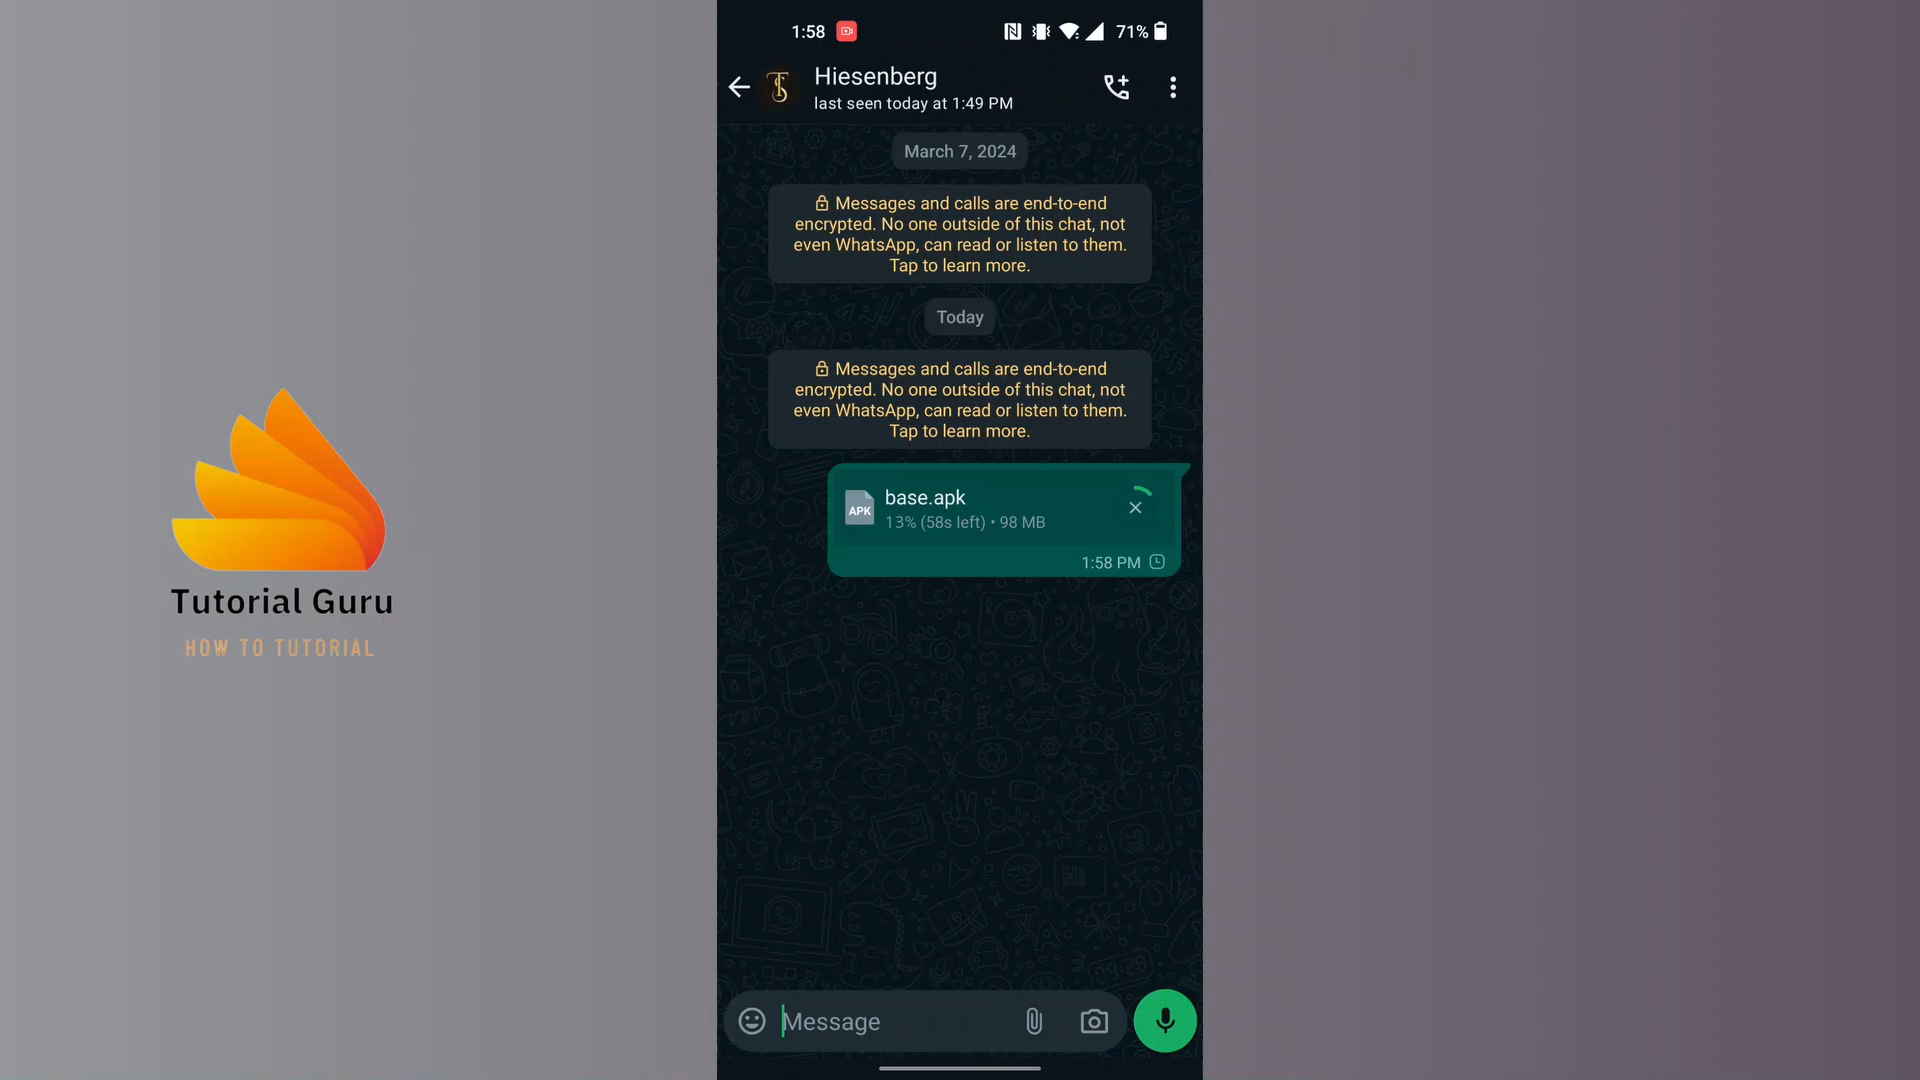 1:58
71%
Hiesenberg
last seen today at 1:49 PM
March 7, 2024
Messages and calls are end-to-end
encrypted. No one outside of this chat, not
even WhatsApp, can read or listen to them.
Tap to learn more.
Today
Messages and calls are end-to-end
encrypted. No one outside of this chat, not
even WhatsApp, can read or listen to them.
Tap to learn more.
APK
base.apk
13% (58s left) • 98 MB
1:58 PM
Tutorial Guru
HOW TO TUTORIAL
Message